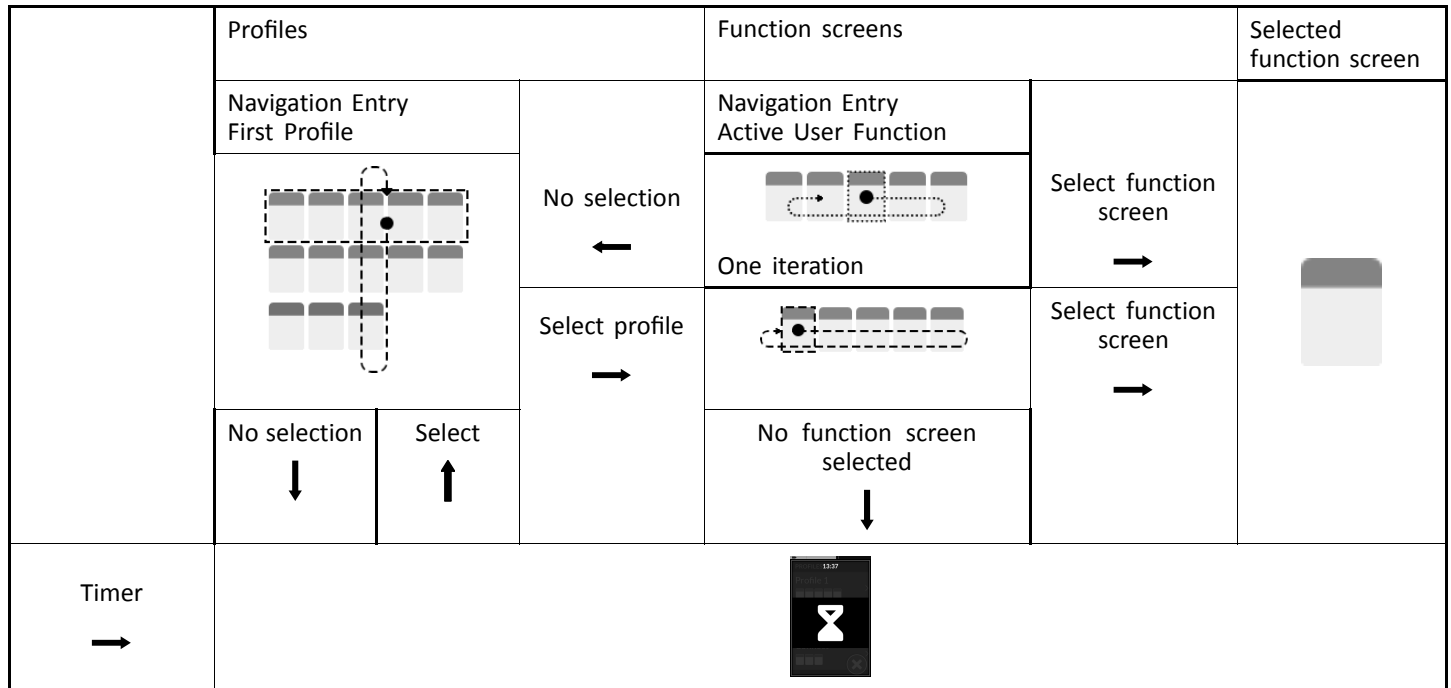 Profiles
Function screens
Selected
function screen
Navigation Entry
First Profile
No selection
Navigation Entry
Active User Function
One iteration
Select function
screen
Select profile
Select function
screen
No selection
Select
No function screen
selected
Timer
13:37
Profile 1